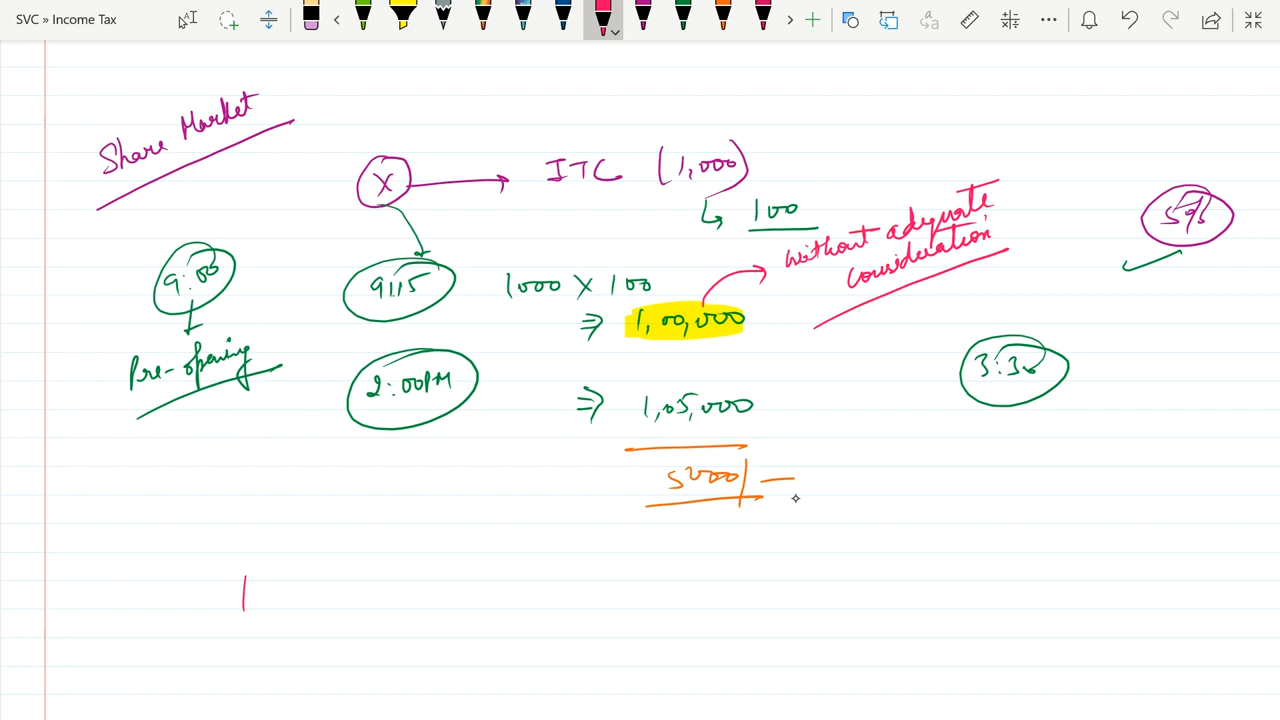 SVC » Income Tax
Share Market
X → ITC (1,000)
↳ 100
without adequate
consideration
5%
9:00
9:15
1000 X 100
⇒ 1,00,000
Pre-opening
2:00PM
⇒ 1,05,000
3:30
5000/—